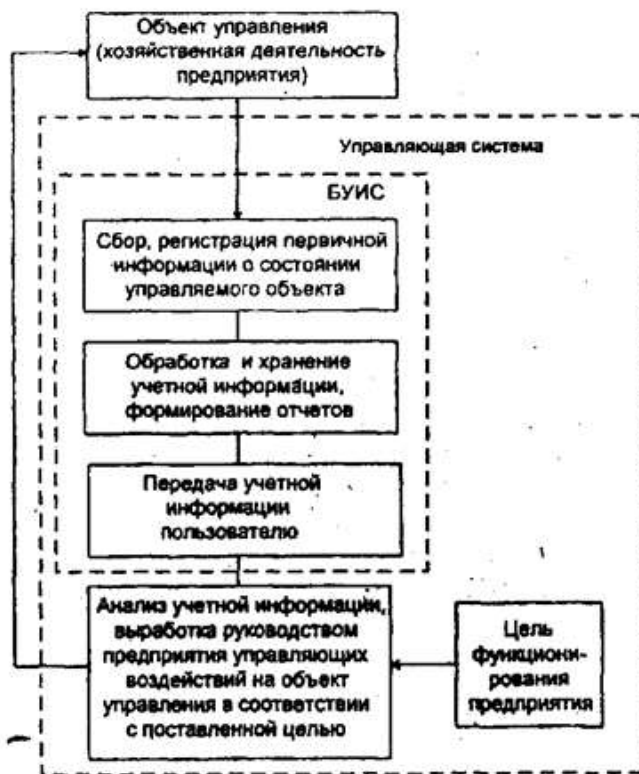 Объект управления
(хозяйственная деятельность
предприятия)
Управляющая система
БУИС
Сбор, регистрация первичной
информации о состоянии
управляемого объекта
Обработка и хранение
учетной информации,
формирование отчетов
Передача учетной
информации
пользователю
Анализ учетной информации,
выработка руководством
предприятия управляющих
воздействий на объект
управления в соответствии
с поставленной целью
Цель
функциони-
рования
предприятия